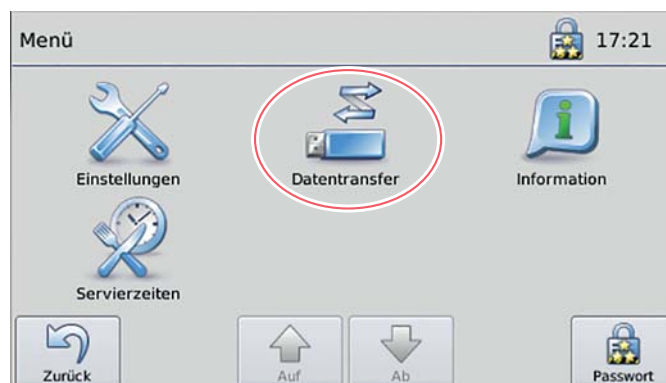 Menü 17:21
Einstellungen Datentransfer Information
Servierzeiten
Zurück Auf Ab Passwort